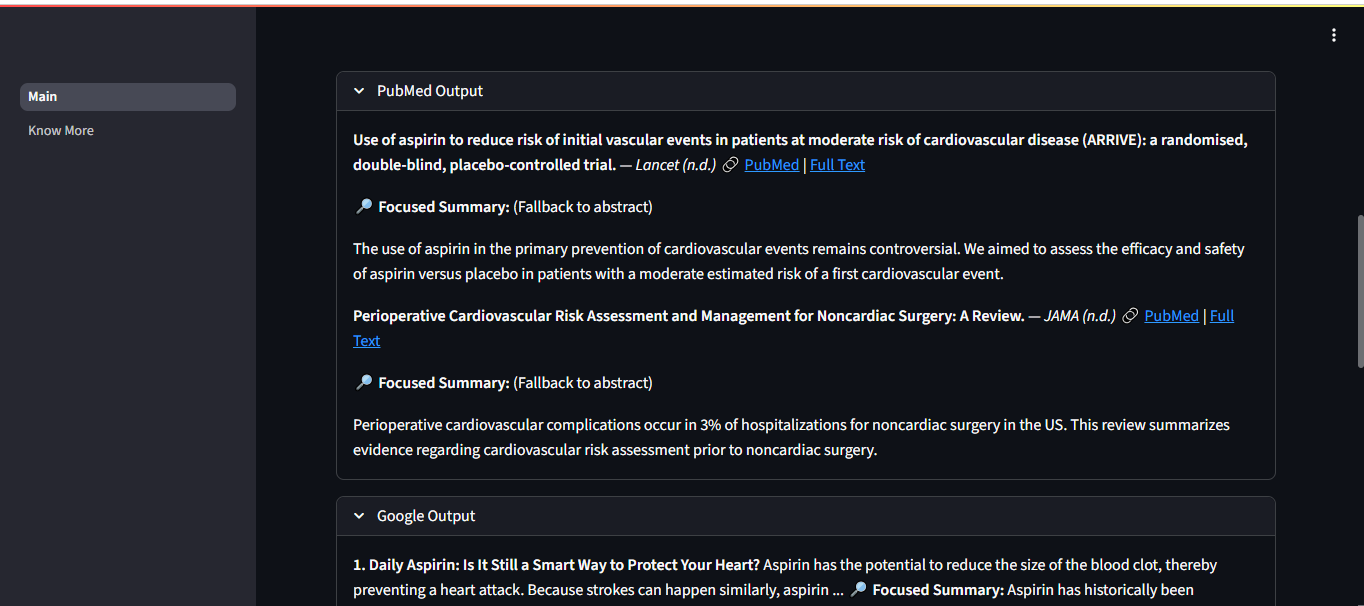 Main
Know More
PubMed Output
Use of aspirin to reduce risk of initial vascular events in patients at moderate risk of cardiovascular disease (ARRIVE): a randomised,
double-blind, placebo-controlled trial. — Lancet (n.d.) PubMed | Full Text
Focused Summary: (Fallback to abstract)
The use of aspirin in the primary prevention of cardiovascular events remains controversial. We aimed to assess the efficacy and safety
of aspirin versus placebo in patients with a moderate estimated risk of a first cardiovascular event.
Perioperative Cardiovascular Risk Assessment and Management for Noncardiac Surgery: A Review. — JAMA (n.d.) PubMed | Full
Text
Focused Summary: (Fallback to abstract)
Perioperative cardiovascular complications occur in 3% of hospitalizations for noncardiac surgery in the US. This review summarizes
evidence regarding cardiovascular risk assessment prior to noncardiac surgery.
Google Output
1. Daily Aspirin: Is It Still a Smart Way to Protect Your Heart? Aspirin has the potential to reduce the size of the blood clot, thereby
preventing a heart attack. Because strokes can happen similarly, aspirin ... Focused Summary: Aspirin has historically been